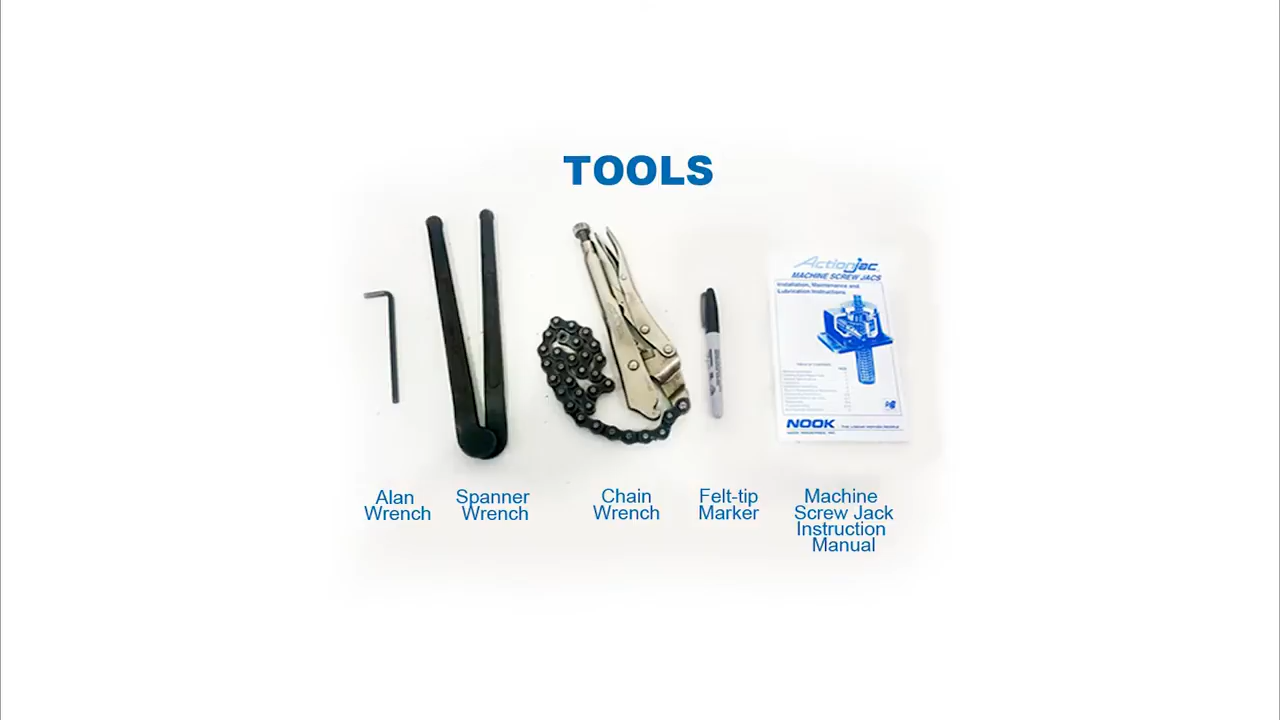 TOOLS
Actionjac
MACHINE SCREW JACS
Installation, Maintenance and
Lubrication Instructions
NOOK
Alan
Wrench
Spanner
Wrench
Chain
Wrench
Felt-tip
Marker
Machine
Screw Jack
Instruction
Manual